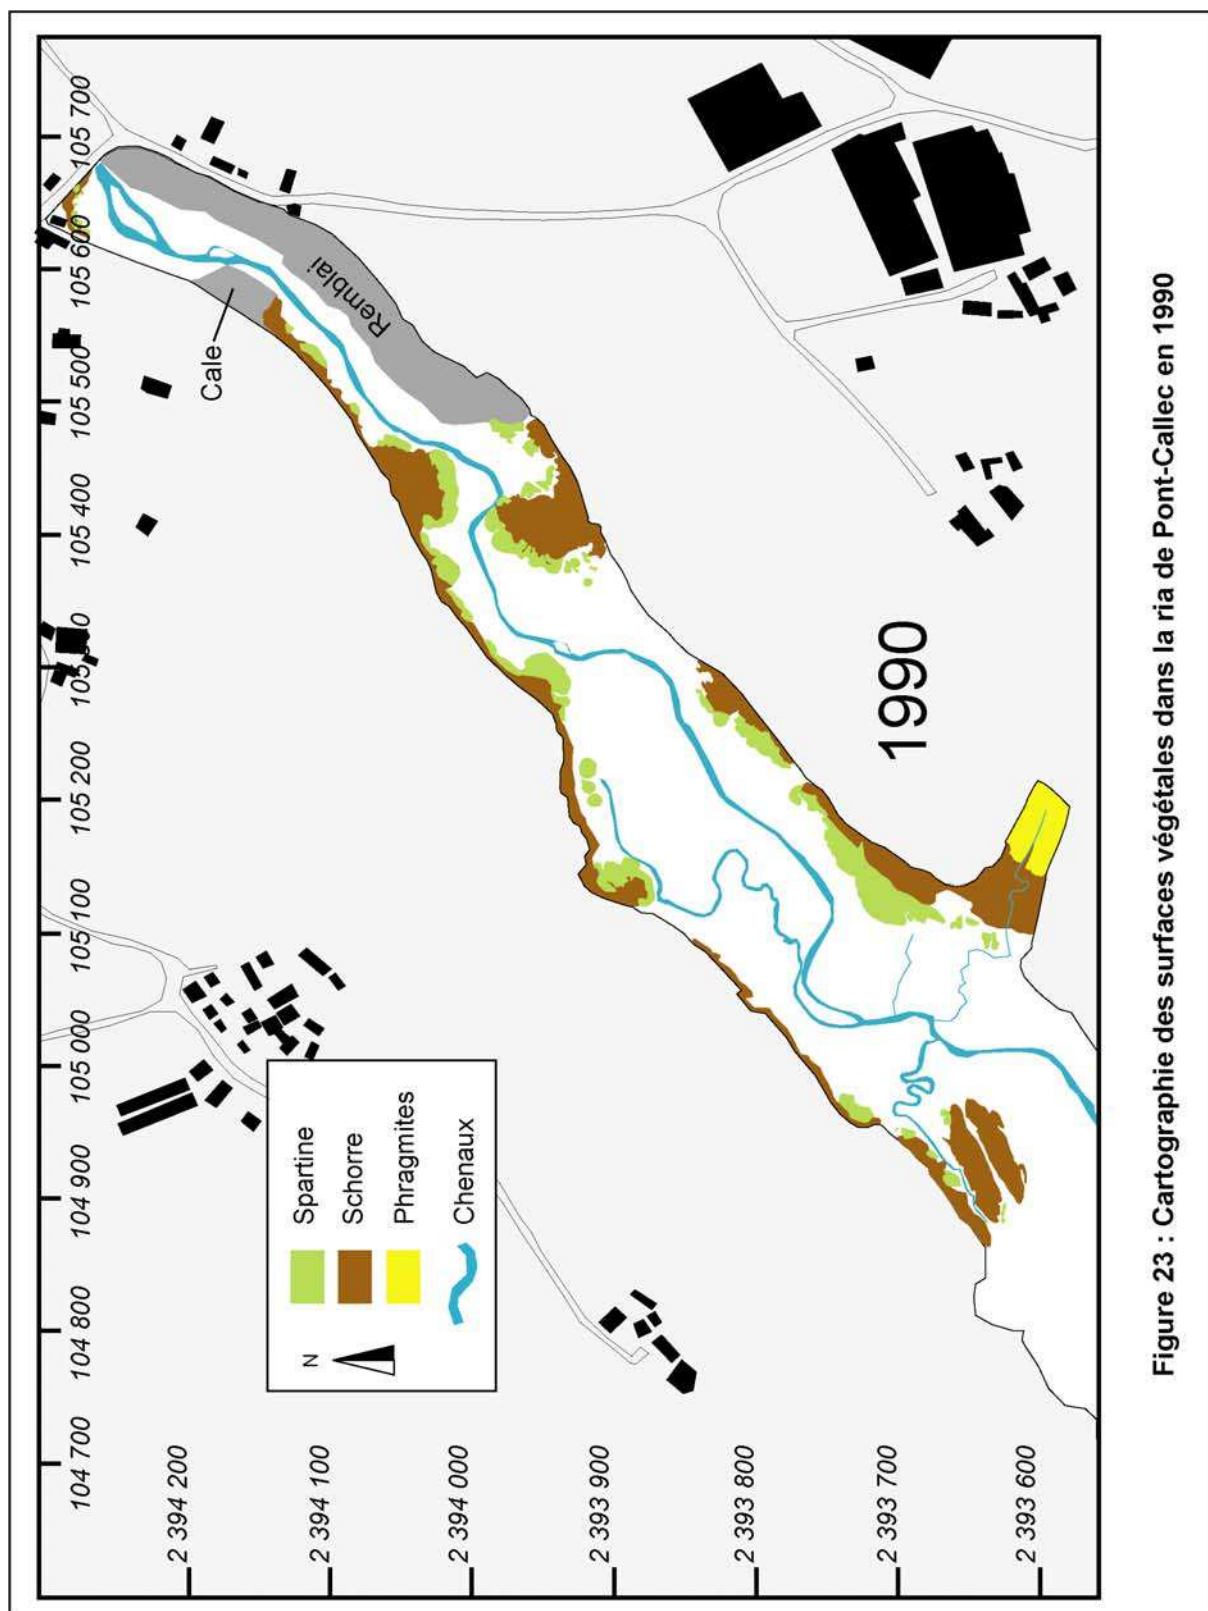 104 700
104 800
104 900
105 000
105 100
105 200
105 400
105 500
105 600
105 700
2 394 200
2 394 100
2 394 000
2 393 900
2 393 800
2 393 700
2 393 600
N
Spartine
Schorre
Phragmites
Chenaux
Cale
Remblai
1990
Figure 23 : Cartographie des surfaces végétales dans la ria de Pont-Callec en 1990